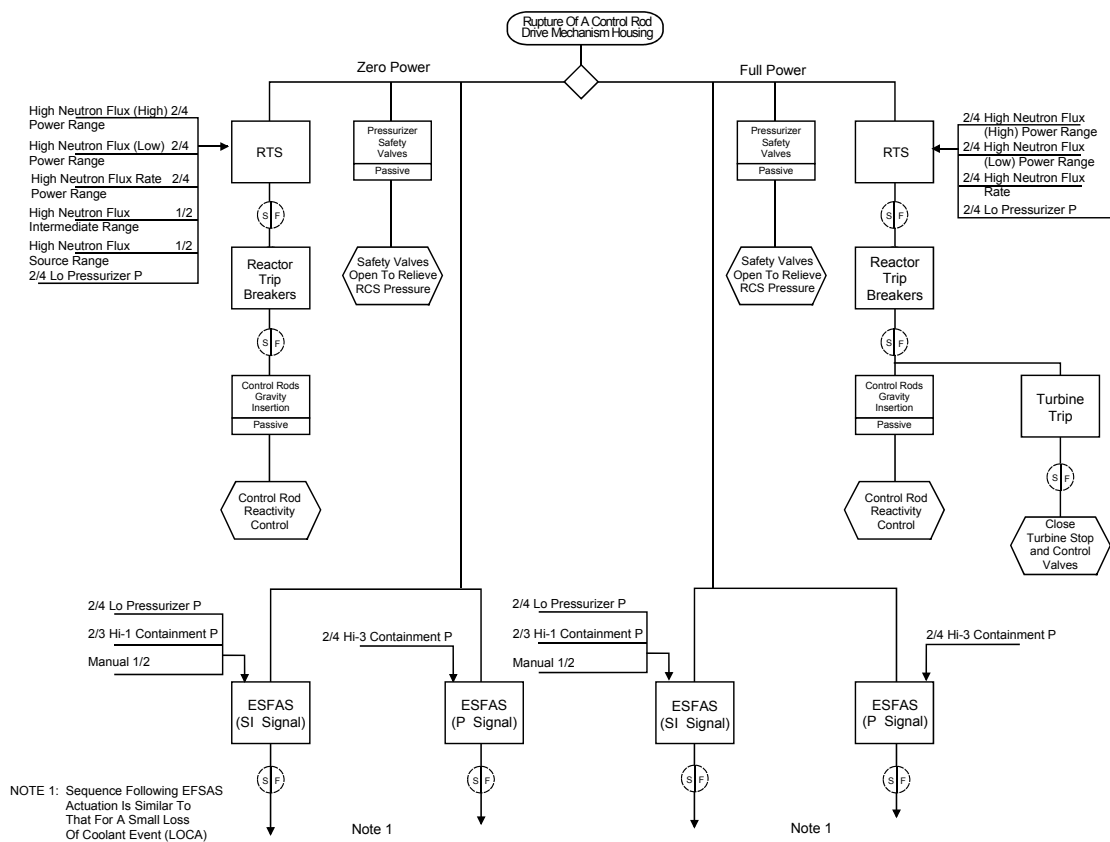 Rupture Of A Control Rod
Drive Mechanism Housing
Zero Power
Full Power
High Neutron Flux (High) 2/4
Power Range
High Neutron Flux (Low) 2/4
Power Range
High Neutron Flux Rate 2/4
Power Range
High Neutron Flux 1/2
Intermediate Range
High Neutron Flux 1/2
Source Range
2/4 Lo Pressurizer P
RTS
S F
Reactor
Trip
Breakers
S F
Control Rods
Gravity
Insertion
Passive
Control Rod
Reactivity
Control
Pressurizer
Safety
Valves
Passive
Safety Valves
Open To Relieve
RCS Pressure
Pressurizer
Safety
Valves
Passive
Safety Valves
Open To Relieve
RCS Pressure
RTS
2/4 High Neutron Flux
(High) Power Range
2/4 High Neutron Flux
(Low) Power Range
2/4 High Neutron Flux
Rate
2/4 Lo Pressurizer P
S F
Reactor
Trip
Breakers
S F
Control Rods
Gravity
Insertion
Passive
Control Rod
Reactivity
Control
Turbine
Trip
S F
Close
Turbine Stop
and Control
Valves
2/4 Lo Pressurizer P
2/3 Hi-1 Containment P
Manual 1/2
ESFAS
(SI Signal)
S F
2/4 Hi-3 Containment P
ESFAS
(P Signal)
S F
2/4 Lo Pressurizer P
2/3 Hi-1 Containment P
Manual 1/2
ESFAS
(SI Signal)
S F
2/4 Hi-3 Containment P
ESFAS
(P Signal)
S F
NOTE 1: Sequence Following EFSAS
Actuation Is Similar To
That For A Small Loss
Of Coolant Event (LOCA)
Note 1
Note 1